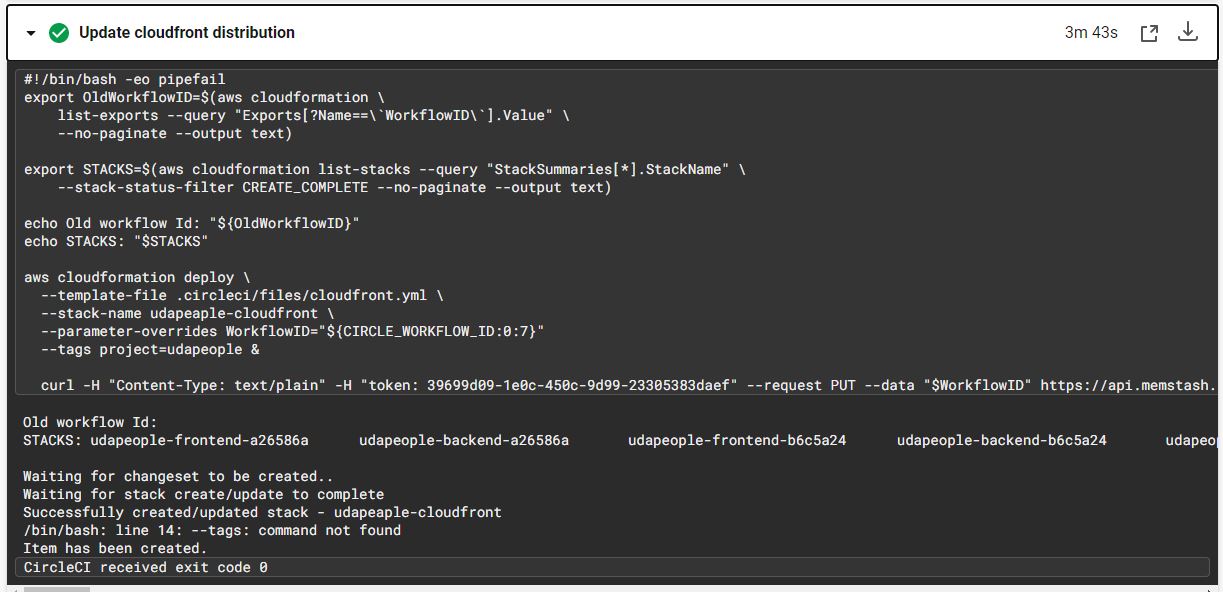 Update cloudfront distribution
3m 43s
#!/bin/bash -eo pipefail
export OldWorkflowID=$(aws cloudformation \
list-exports --query "Exports[?Name==\`WorkflowID\`].Value" \
--no-paginate --output text)
export STACKS=$(aws cloudformation list-stacks --query "StackSummaries[*].StackName" \
--stack-status-filter CREATE_COMPLETE --no-paginate --output text)
echo Old workflow Id: "${OldWorkflowID}"
echo STACKS: "$STACKS"
aws cloudformation deploy \
--template-file .circleci/files/cloudfront.yml \
--stack-name udapeaple-cloudfront \
--parameter-overrides WorkflowID="${CIRCLE_WORKFLOW_ID:0:7}"
--tags project=udapeople &
curl -H "Content-Type: text/plain" -H "token: 39699d09-1e0c-450c-9d99-23305383daef" --request PUT --data "$WorkflowID" https://api.memstash.
Old workflow Id:
STACKS: udapeople-frontend-a26586a udapeople-backend-a26586a udapeople-frontend-b6c5a24 udapeople-backend-b6c5a24 udapeop
Waiting for changeset to be created..
Waiting for stack create/update to complete
Successfully created/updated stack - udapeaple-cloudfront
/bin/bash: line 14: --tags: command not found
Item has been created.
CircleCI received exit code 0